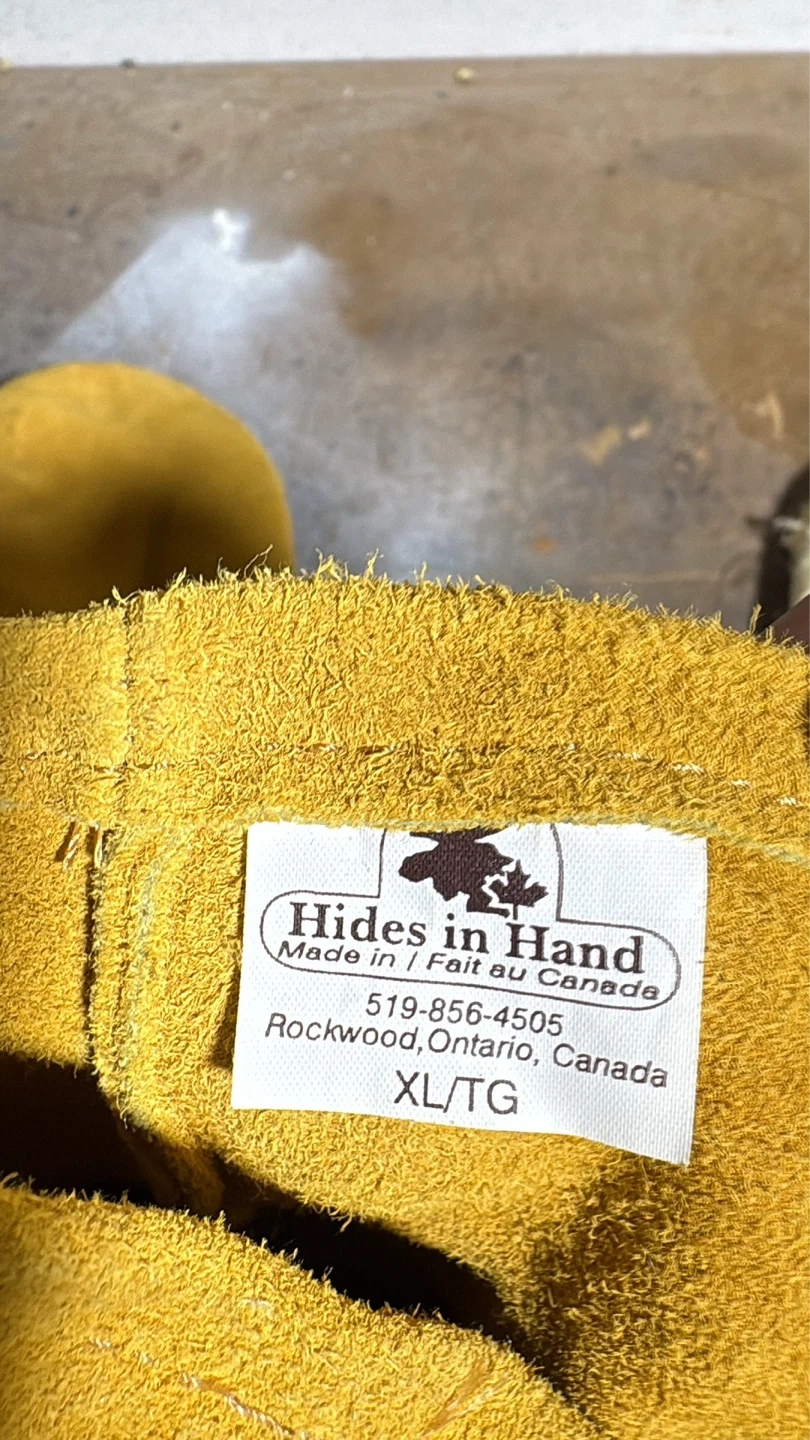 Hides in Hand
Made in / Fait au Canada
519-856-4505
Rockwood, Ontario, Canada
XL/TG